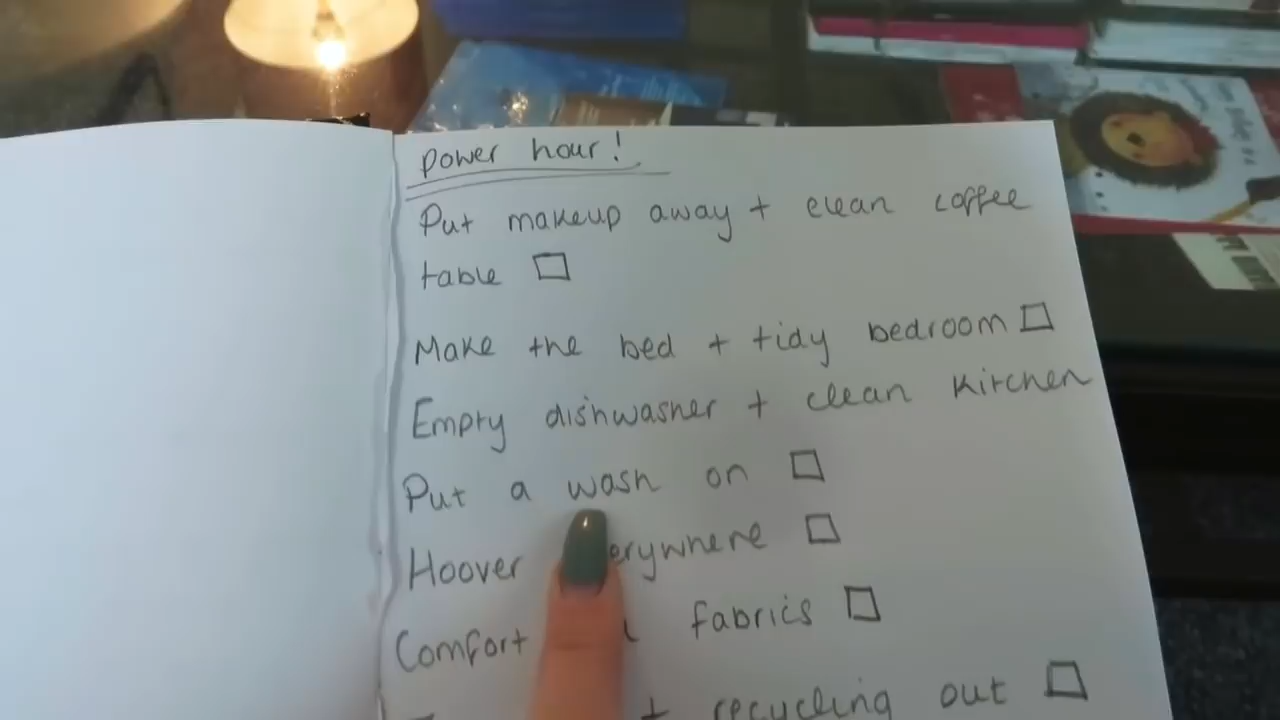 power hour!
Put makeup away + clean coffee
table
Make the bed + tidy bedroom
Empty dishwasher + clean kitchen
Put a wash on
Hoover
Comfort fabrics
+ recycling out